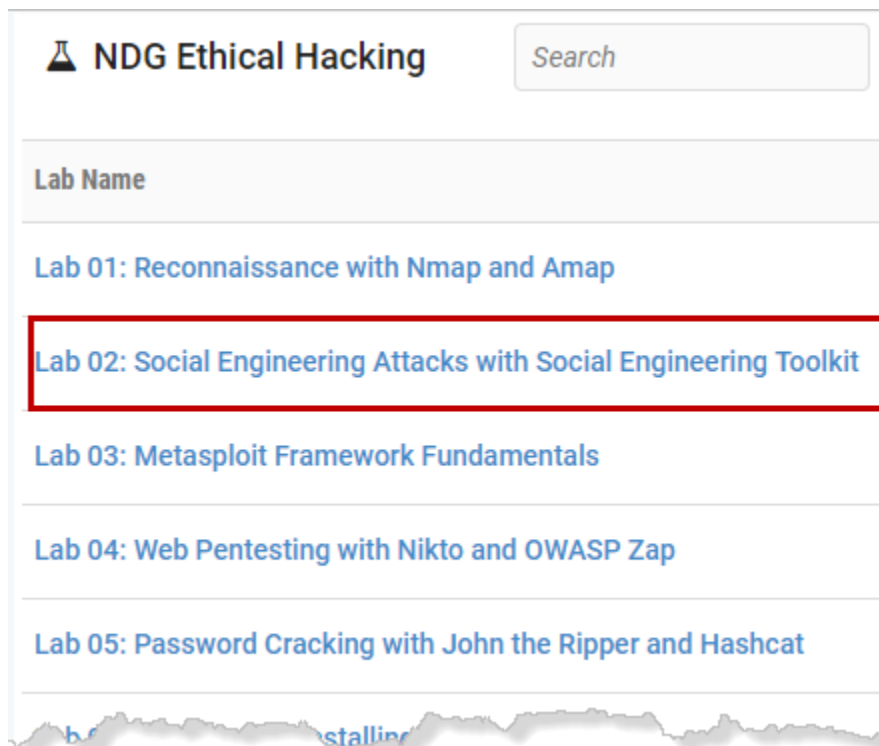 NDG Ethical Hacking
Search
Lab Name
Lab 01: Reconnaissance with Nmap and Amap
Lab 02: Social Engineering Attacks with Social Engineering Toolkit
Lab 03: Metasploit Framework Fundamentals
Lab 04: Web Pentesting with Nikto and OWASP Zap
Lab 05: Password Cracking with John the Ripper and Hashcat